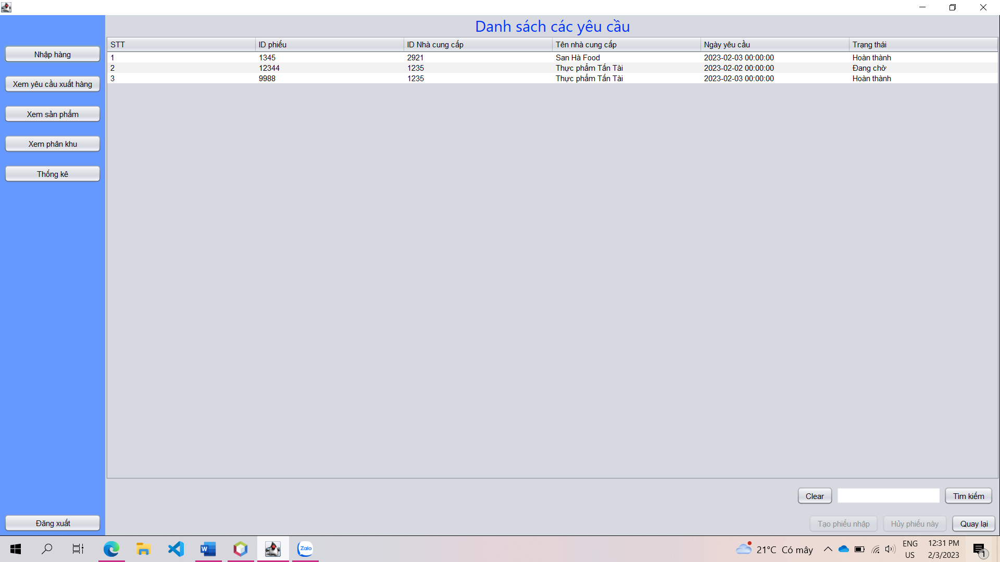 Danh sách các yêu cầu
Nhập hàng
Xem yêu cầu xuất hàng
Xem sản phẩm
Xem phân khu
Thống kê
Đăng xuất
STT ID phiếu ID Nhà cung cấp Tên nhà cung cấp Ngày yêu cầu Trạng thái
1 1345 2921 San Hà Food 2023-02-03 00:00:00 Hoàn thành
2 12344 1235 Thực phẩm Tấn Tài 2023-02-02 00:00:00 Đang chờ
3 9988 1235 Thực phẩm Tấn Tài 2023-02-03 00:00:00 Hoàn thành
Clear Tìm kiếm
Tạo phiếu nhập Hủy phiếu này Quay lại
W Zalo 21°C Có mây ENG 12:31 PM
US 2/3/2023 1